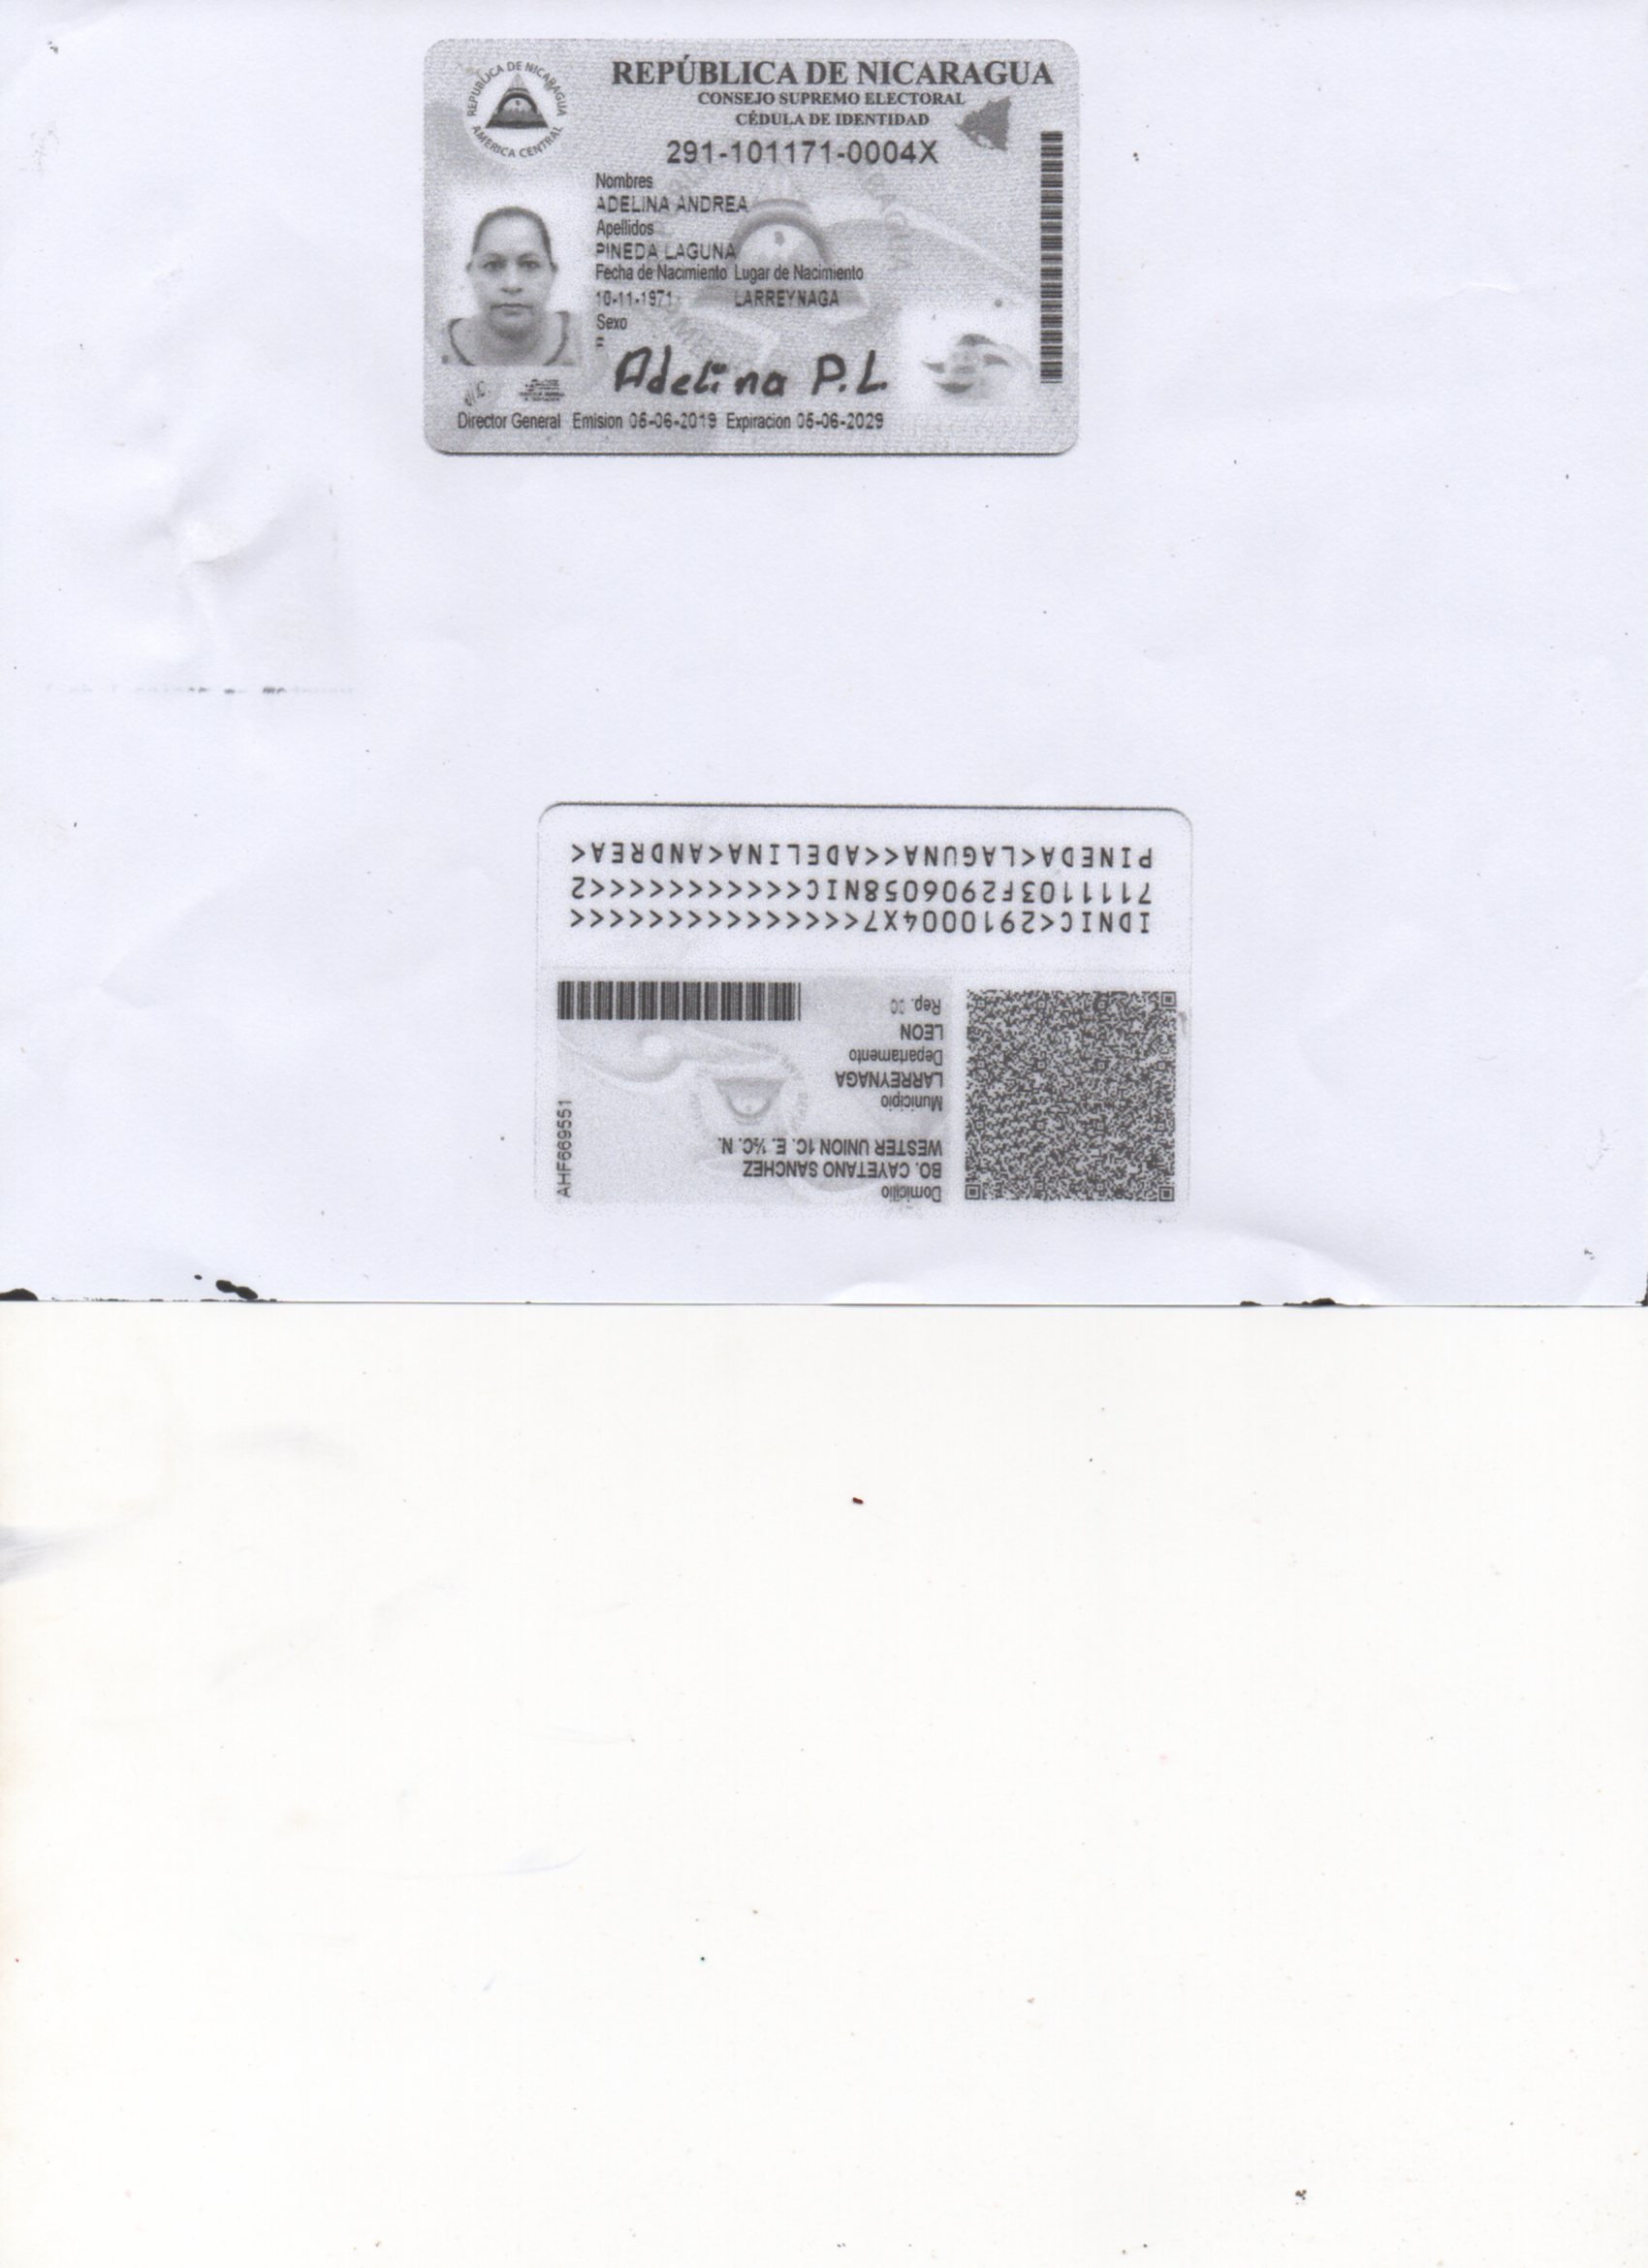 REPÚBLICA DE NICARAGUA
AMÉRICA CENTRAL
REPÚBLICA DE NICARAGUA
CONSEJO SUPREMO ELECTORAL
CÉDULA DE IDENTIDAD
291-101171-0004X
Nombres
ADELINA ANDREA
Apellidos
PINEDA LAGUNA
Fecha de Nacimiento Lugar de Nacimiento
10-11-1971 LARREYNAGA
Sexo
F
Adelina P.L.
Director General Emision 05-06-2019 Expiracion 05-06-2029
Domicilio
BO. CAYETANO SANCHEZ
WESTER UNION 1C. E. ½C. N.
Municipio
LARREYNAGA
Departamento
LEON
Rep. 00
AHF669551
IDNIC<2910004X7<<<<<<<<<<<<<<<
7111103F2906058NIC<<<<<<<<<<<2
PINEDA<LAGUNA<<ADELINA<ANDREA<